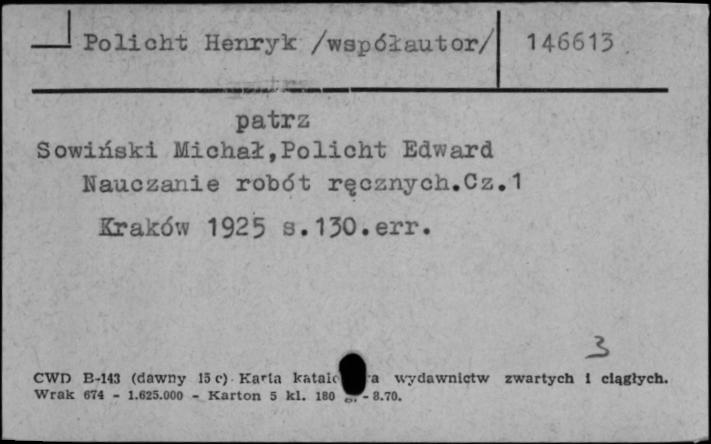 Policht Henryk /współautor/ 146613
patrz
Sowiński Michał,Policht Edward
Nauczanie robót ręcznych.Cz.1
Kraków 1925 s.130.err.
3
CWD B-143 (dawny 15 c) Karta wydawnictw zwartych i ciągłych.
Wrak 674 - 1.625.000 - Karton 5 kl. 180 - 8.70.